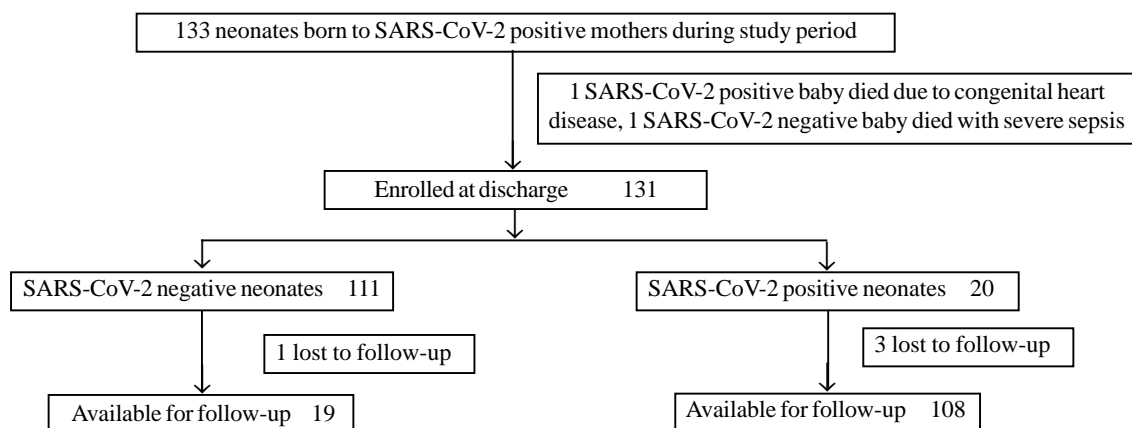 133 neonates born to SARS-CoV-2 positive mothers during study period
1 SARS-CoV-2 positive baby died due to congenital heart
disease, 1 SARS-CoV-2 negative baby died with severe sepsis
Enrolled at discharge 131
SARS-CoV-2 negative neonates 111
SARS-CoV-2 positive neonates 20
1 lost to follow-up
3 lost to follow-up
Available for follow-up 19
Available for follow-up 108